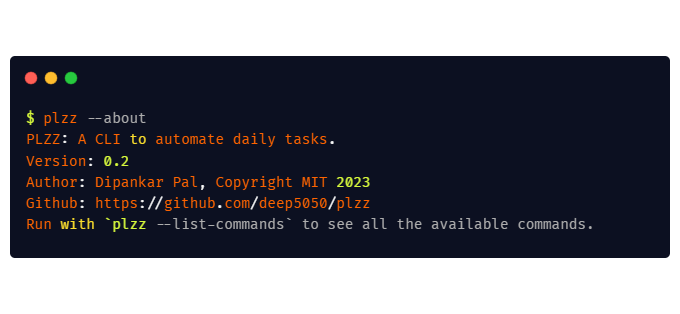 $ plzz --about
PLZZ: A CLI to automate daily tasks.
Version: 0.2
Author: Dipankar Pal, Copyright MIT 2023
Github: https://github.com/deep5050/plzz
Run with `plzz --list-commands` to see all the available commands.